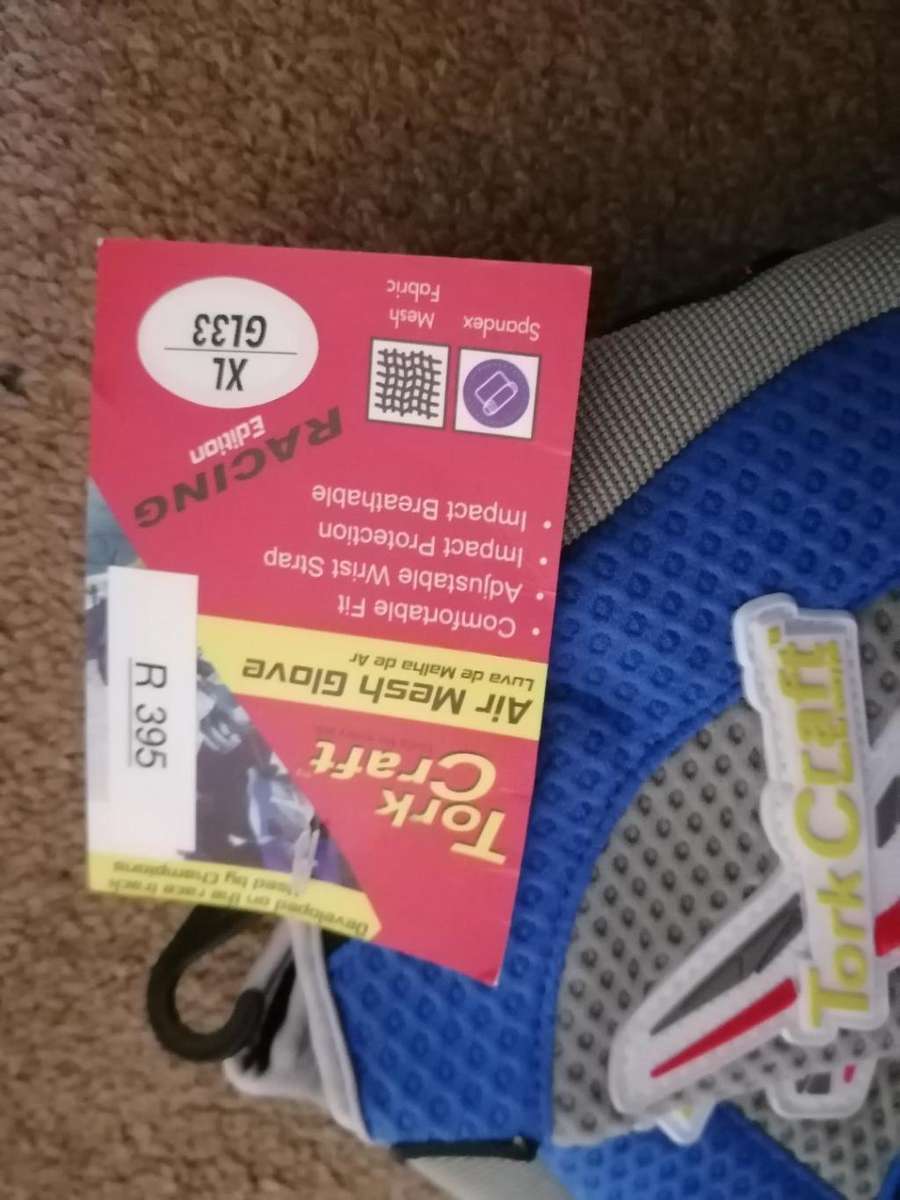 Developed on the race track
Used by Champions
Tork
Craft
Air Mesh Glove
Luva de Malha de Ar
• Comfortable Fit
• Adjustable Wrist Strap
• Impact Protection
• Impact Breathable
RACING
Edition
Spandex
Mesh
Fabric
XL
GL33
R 395
Tork Craft